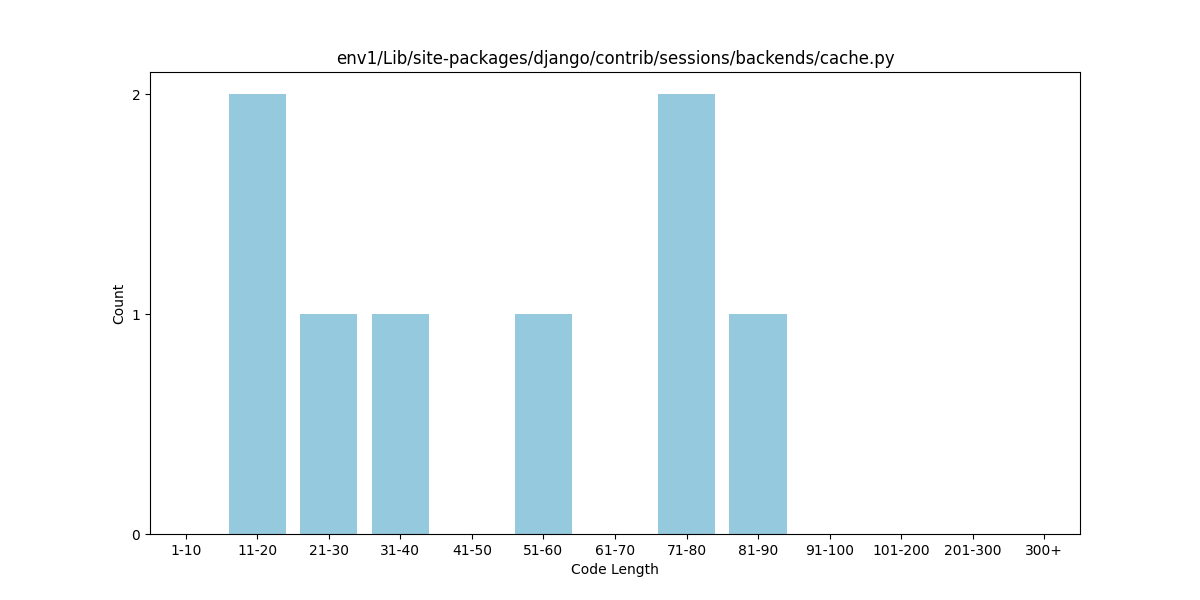 env1/Lib/site-packages/django/contrib/sessions/backends/cache.py
Count
2
1
0
1-10 11-20 21-30 31-40 41-50 51-60 61-70 71-80 81-90 91-100 101-200 201-300 300+
Code Length